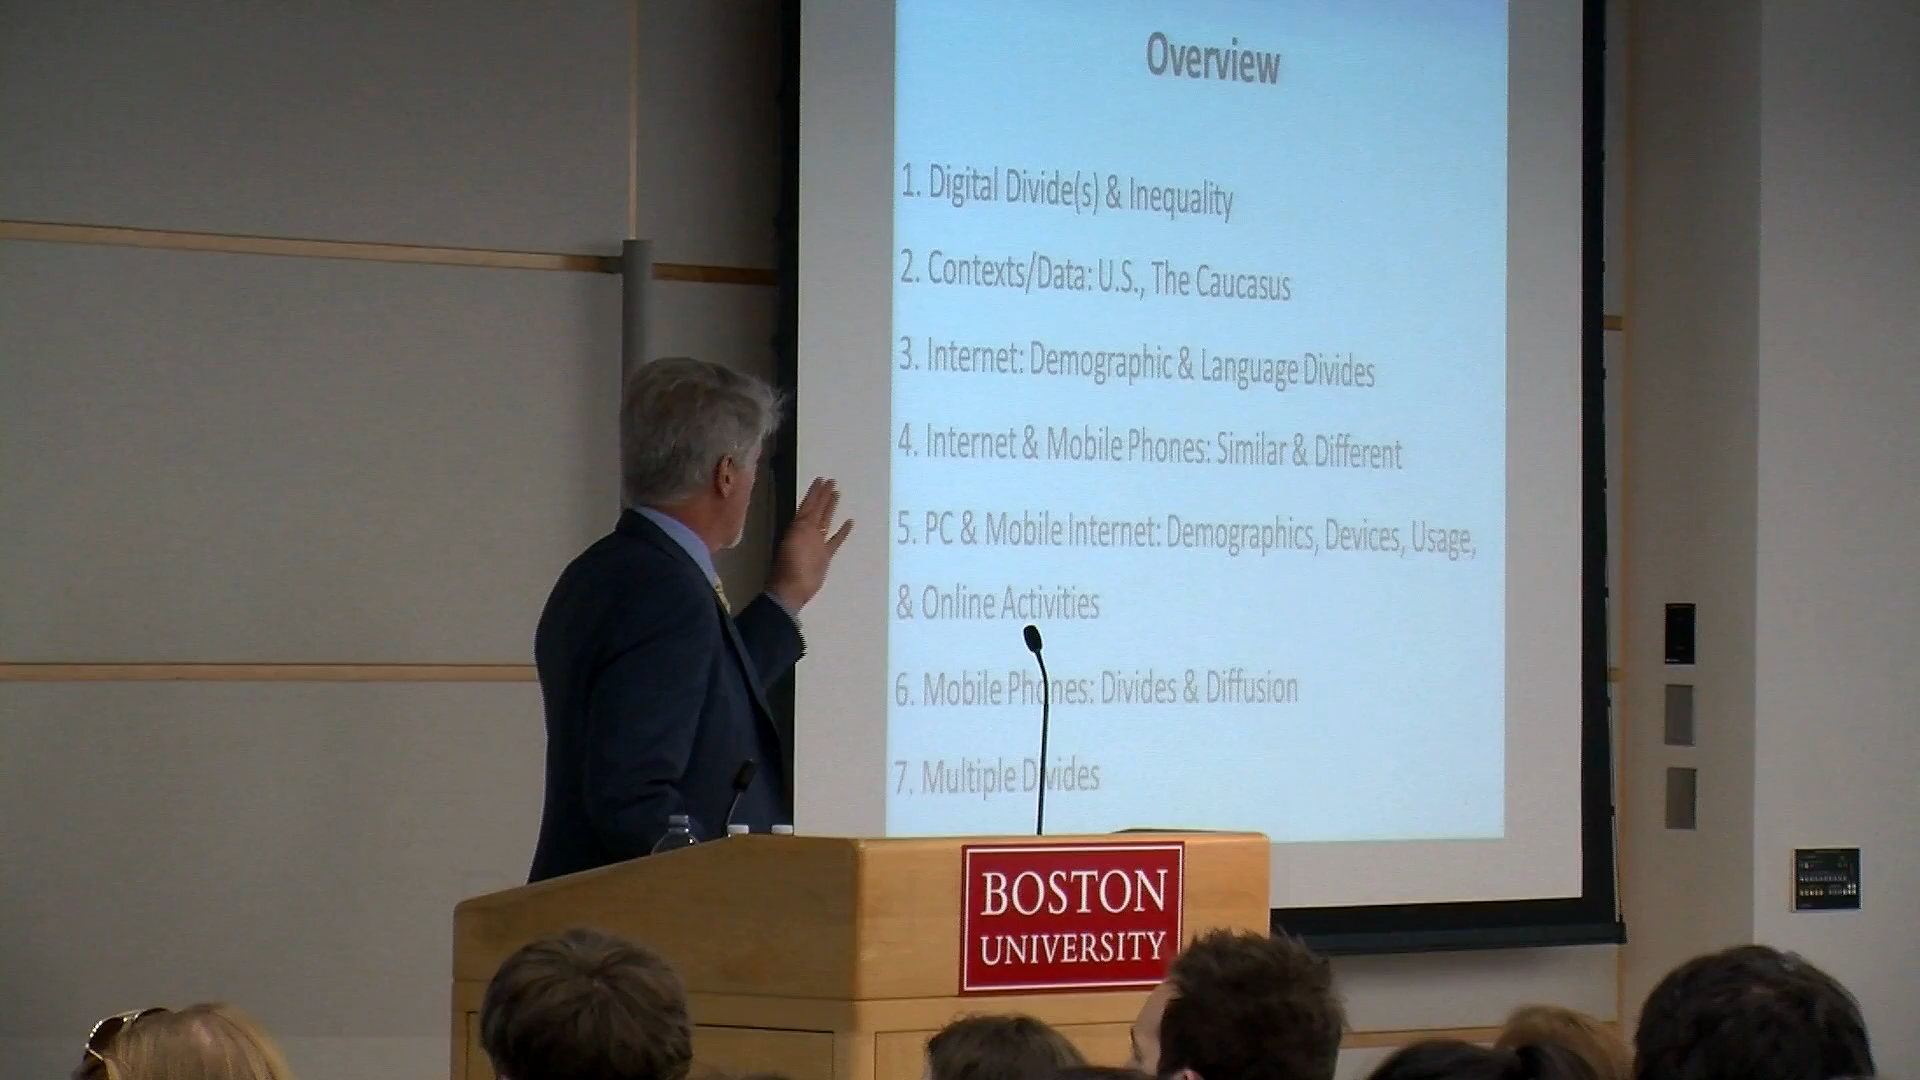 Overview
1. Digital Divide(s) & Inequality
2. Contexts/Data: U.S., The Caucasus
3. Internet: Demographic & Language Divides
4. Internet & Mobile Phones: Similar & Different
5. PC & Mobile Internet: Demographics, Devices, Usage,
& Online Activities
6. Mobile Phones: Divides & Diffusion
7. Multiple Divides
BOSTON
UNIVERSITY